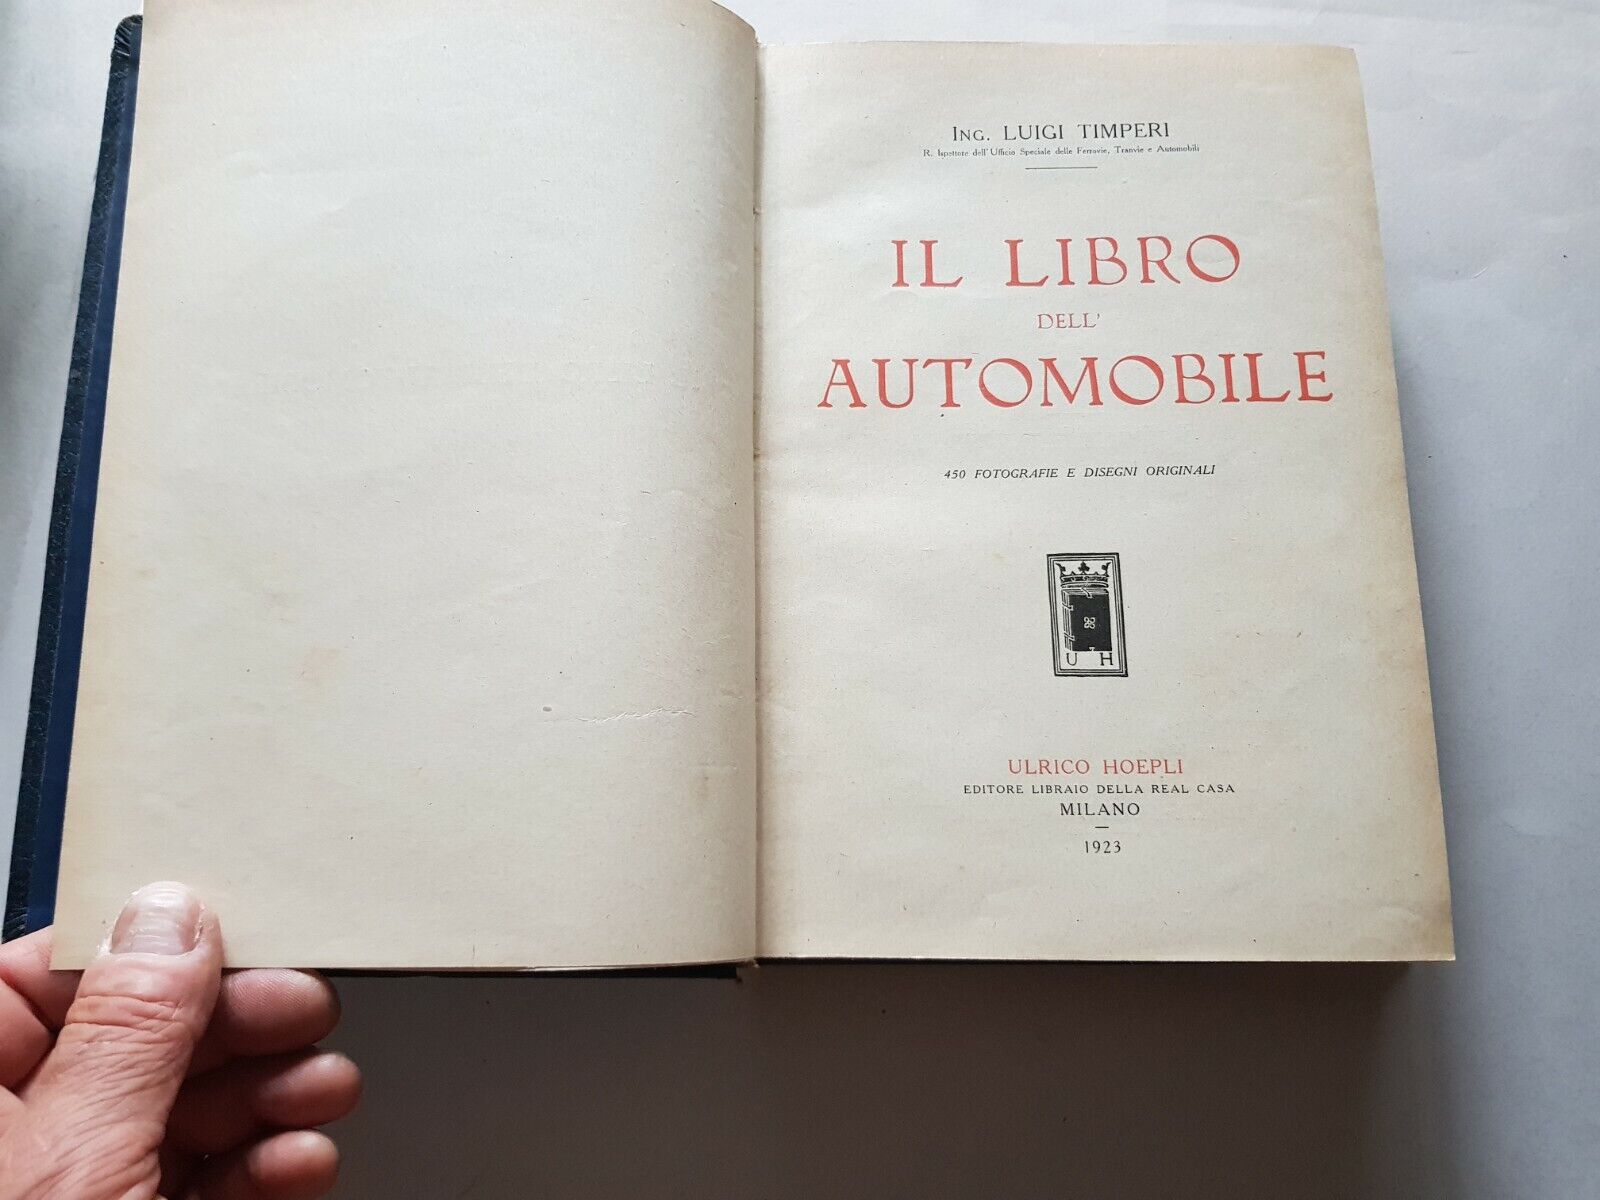 ING. LUIGI TIMPERI
R. Ispettore dell'Ufficio Speciale delle Ferrovie, Tranvie e Automobili
IL LIBRO
DELL'
AUTOMOBILE
450 FOTOGRAFIE E DISEGNI ORIGINALI
U H
ULRICO HOEPLI
EDITORE LIBRAIO DELLA REAL CASA
MILANO
1923